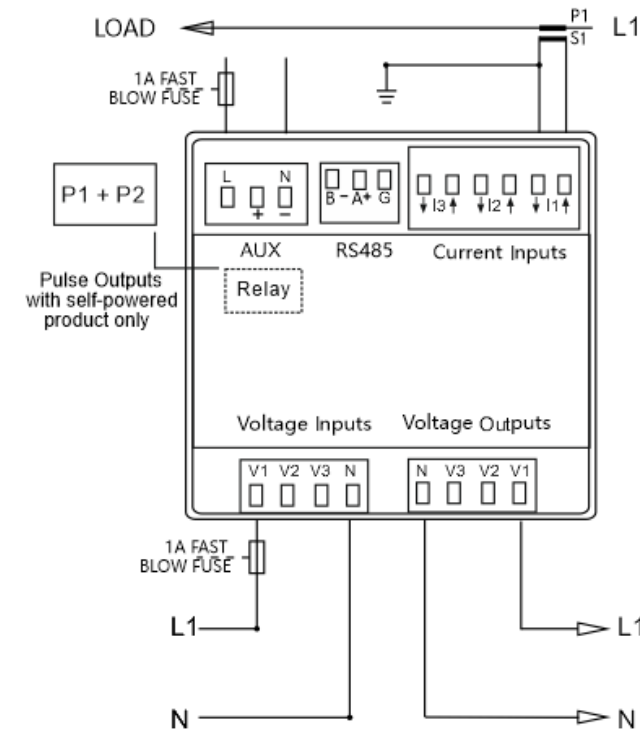 P1
LOAD L1
S1
1A FAST
BLOW FUSE
P1 + P2
L N
+ -
B - A+ G
I3 I2 I1
AUX RS485 Current Inputs
Pulse Outputs
with self-powered
product only
Relay
Voltage Inputs Voltage Outputs
V1 V2 V3 N N V3 V2 V1
1A FAST
BLOW FUSE
L1 L1
N N